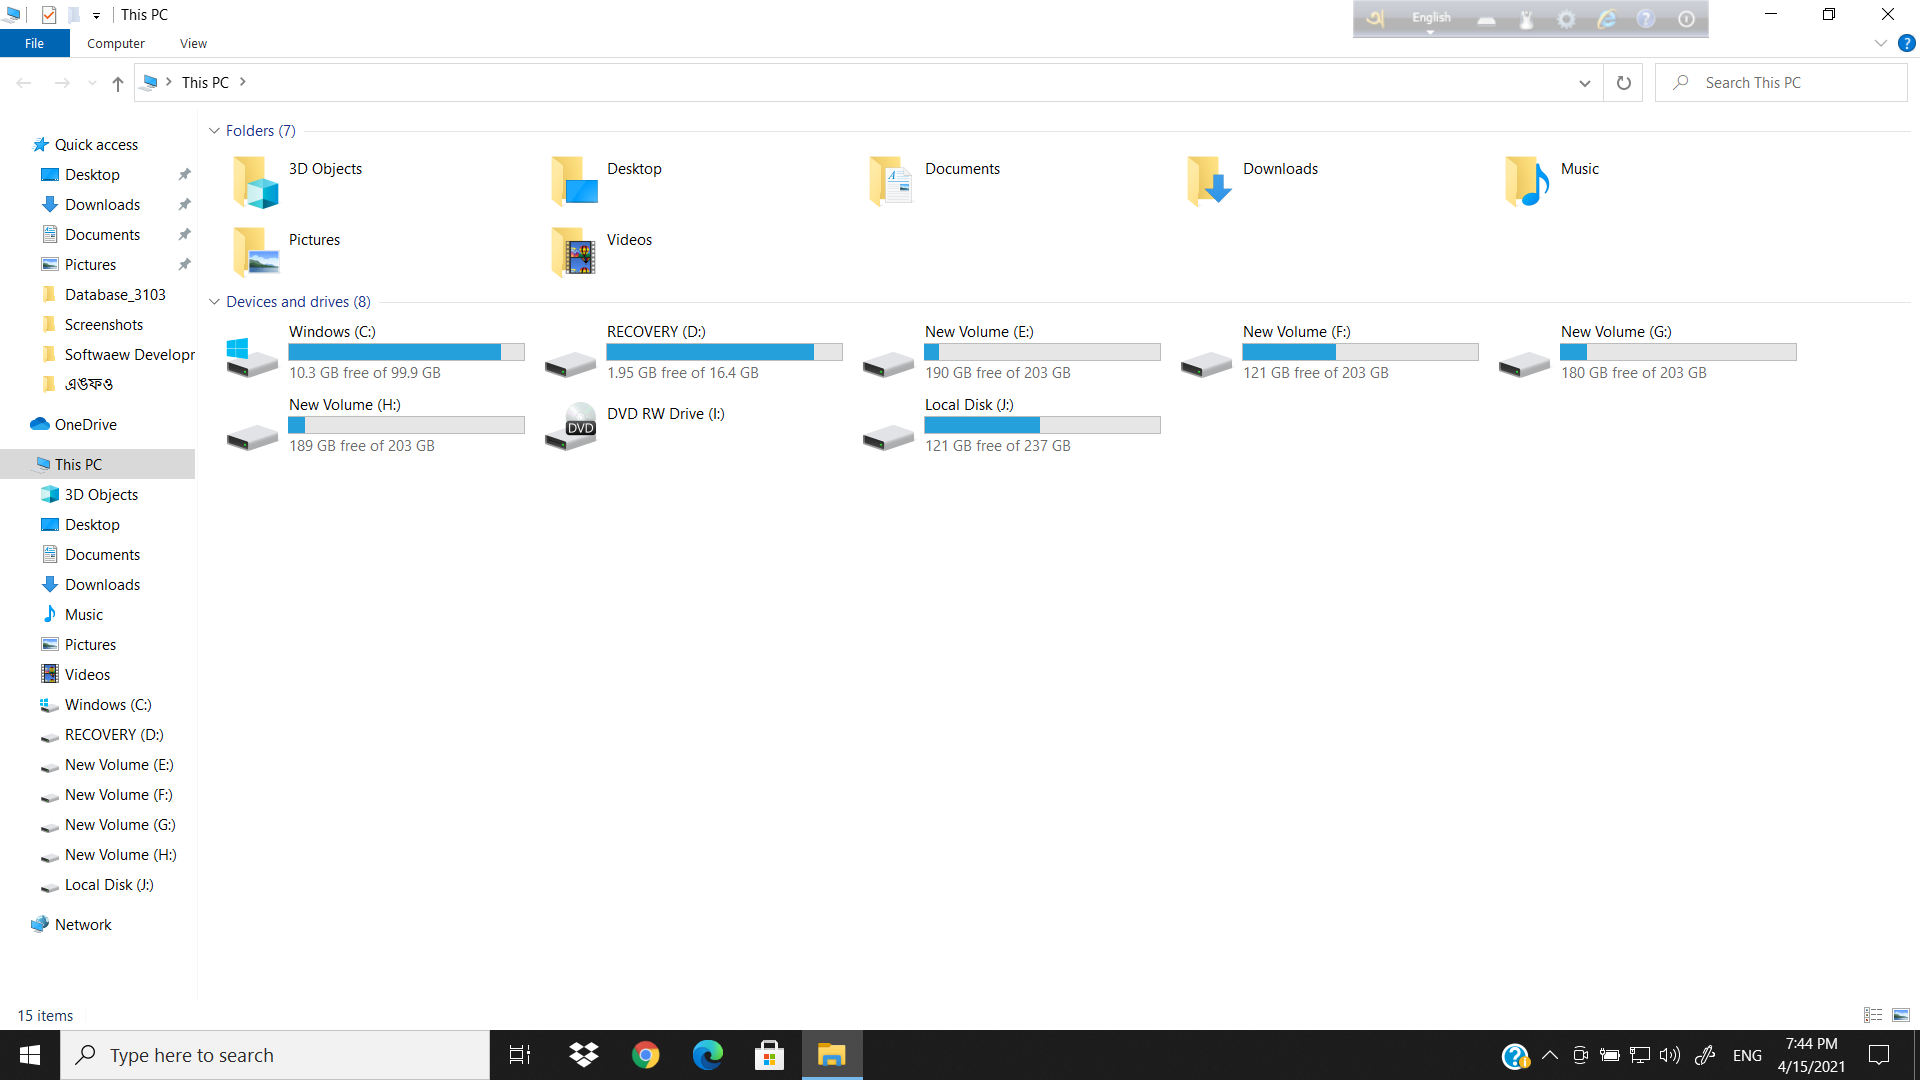 This PC
English
File Computer View
This PC
Search This PC
Quick access
Desktop
Downloads
Documents
Pictures
Database_3103
Screenshots
Softwaew Developr
এঙফও
OneDrive
This PC
3D Objects
Desktop
Documents
Downloads
Music
Pictures
Videos
Windows (C:)
RECOVERY (D:)
New Volume (E:)
New Volume (F:)
New Volume (G:)
New Volume (H:)
Local Disk (J:)
Network
Folders (7)
3D Objects
Desktop
Documents
Downloads
Music
Pictures
Videos
Devices and drives (8)
Windows (C:)
10.3 GB free of 99.9 GB
RECOVERY (D:)
1.95 GB free of 16.4 GB
New Volume (E:)
190 GB free of 203 GB
New Volume (F:)
121 GB free of 203 GB
New Volume (G:)
180 GB free of 203 GB
New Volume (H:)
189 GB free of 203 GB
DVD
DVD RW Drive (I:)
Local Disk (J:)
121 GB free of 237 GB
15 items
Type here to search
ENG
7:44 PM
4/15/2021